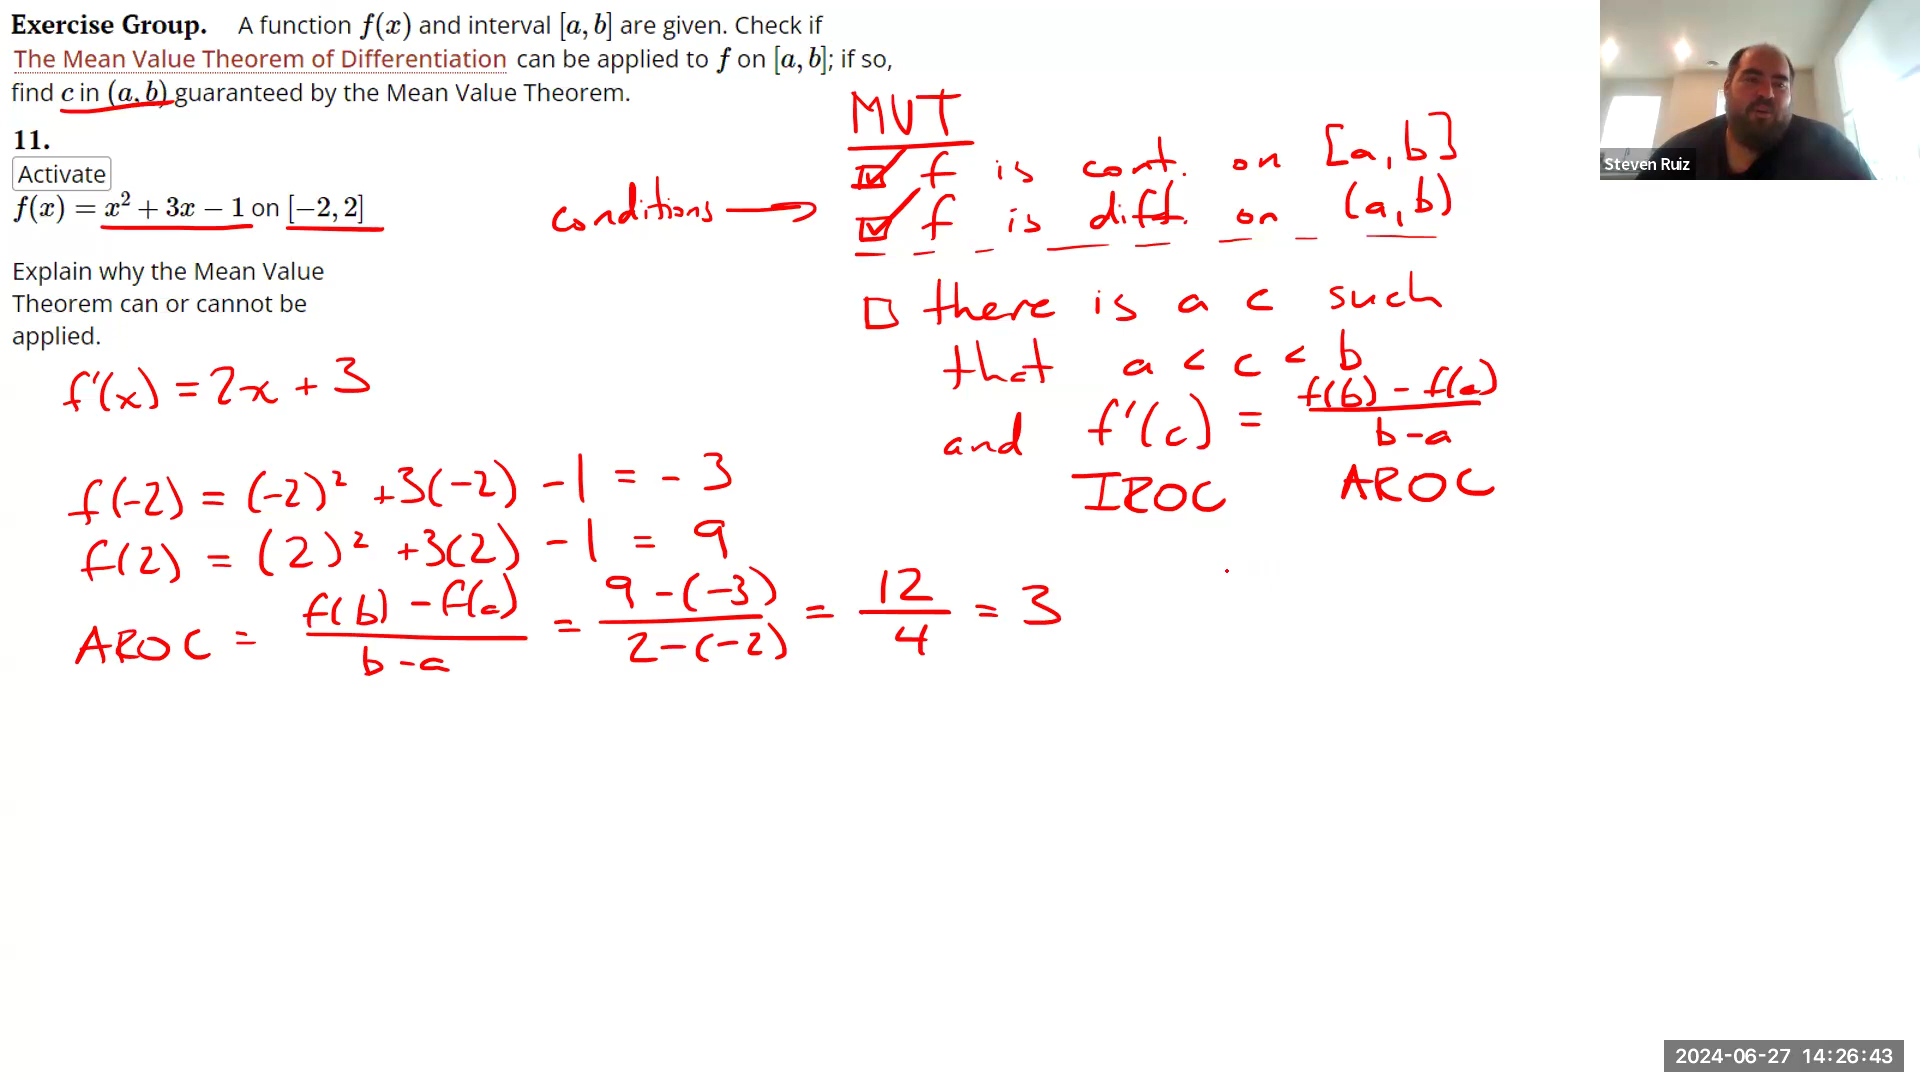 Exercise Group. A function f(x) and interval [a, b] are given. Check if
The Mean Value Theorem of Differentiation can be applied to f on [a, b]; if so,
find c in (a, b) guaranteed by the Mean Value Theorem.
11.
Activate
f(x) = x² + 3x − 1 on [−2, 2]
Explain why the Mean Value
Theorem can or cannot be
applied.
f'(x) = 2x + 3
f(-2) = (-2)² + 3(-2) - 1 = - 3
f(2) = (2)² + 3(2) - 1 = 9
AROC = f(b) - f(a) / b - a = 9 - (-3) / 2 - (-2) = 12 / 4 = 3
conditions →
MVT
☑ f is cont. on [a, b]
☑ f is diff. on (a, b)
□ there is a c such
that a < c < b
and f'(c) = f(b) - f(a) / b - a
IROC AROC
Steven Ruiz
2024-06-27 14:26:43